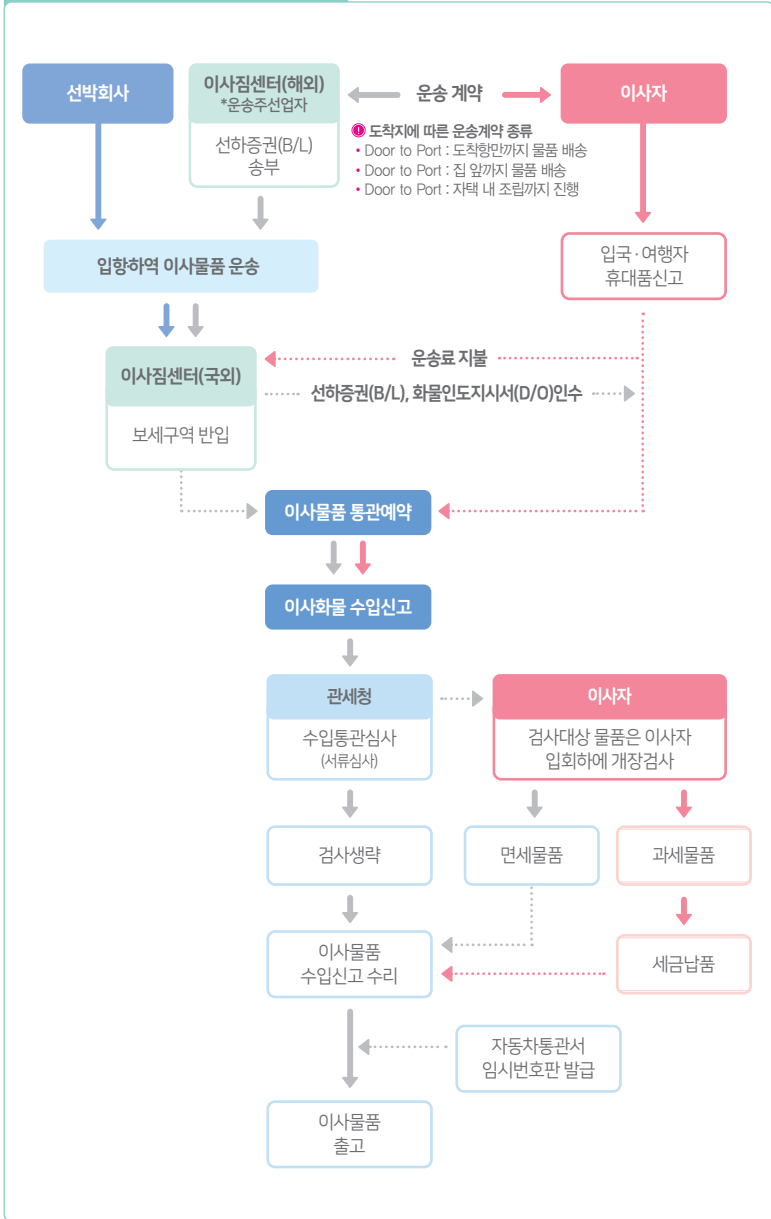 선박회사
이사짐센터(해외)
*운송주선업자
선하증권(B/L)
송부
운송 계약
이사자
! 도착지에 따른 운송계약 종류
• Door to Port : 도착항만까지 물품 배송
• Door to Port : 집 앞까지 물품 배송
• Door to Port : 자택 내 조립까지 진행
입항하역 이사물품 운송
입국·여행자
휴대품신고
이사짐센터(국외)
보세구역 반입
운송료 지불
선하증권(B/L), 화물인도지시서(D/O)인수
이사물품 통관예약
이사화물 수입신고
관세청
수입통관심사
(서류심사)
이사자
검사대상 물품은 이사자
입회하에 개장검사
검사생략
면세물품
과세물품
이사물품
수입신고 수리
세금납품
자동차통관서
임시번호판 발급
이사물품
출고